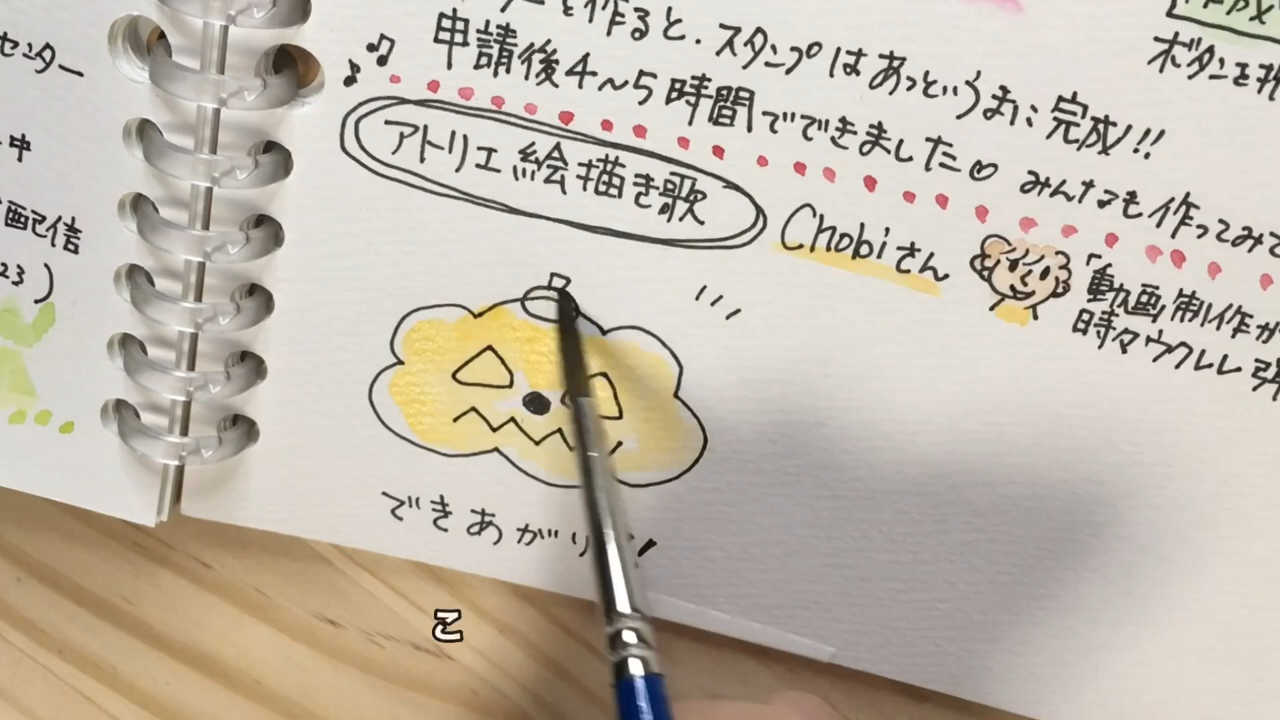 センター
中
配信
23)
を作ると、スタンプはあっというまに完成!!
申請後4~5時間でできました♡ みんなも作ってみて
ボタンを
アトリエ絵描き歌
Chobiさん
「動画制作が
時々ウクレレ弾
できあがり!
こ